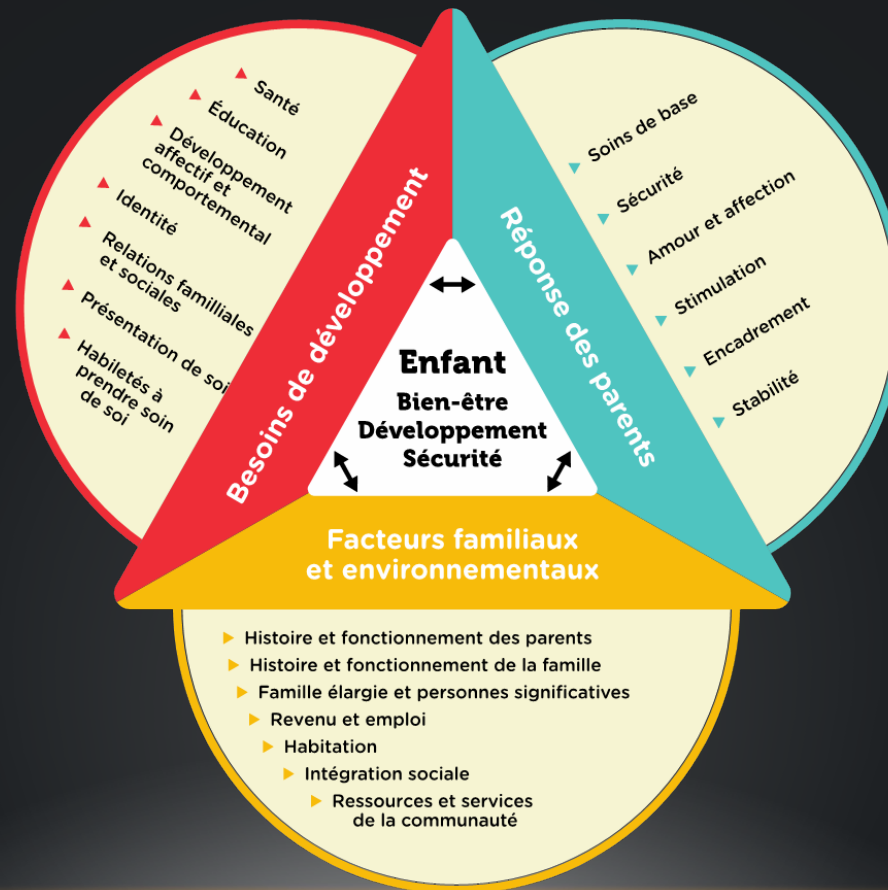 Santé
Éducation
Développement
affectif et
comportemental
Identité
Relations familliales
et sociales
Présentation de soi
Habiletés à
prendre soin
de soi
Besoins de développement
Soins de base
Sécurité
Amour et affection
Stimulation
Encadrement
Stabilité
Réponse des parents
Enfant
Bien-être
Développement
Sécurité
Facteurs familiaux
et environnementaux
Histoire et fonctionnement des parents
Histoire et fonctionnement de la famille
Famille élargie et personnes significatives
Revenu et emploi
Habitation
Intégration sociale
Ressources et services
de la communauté